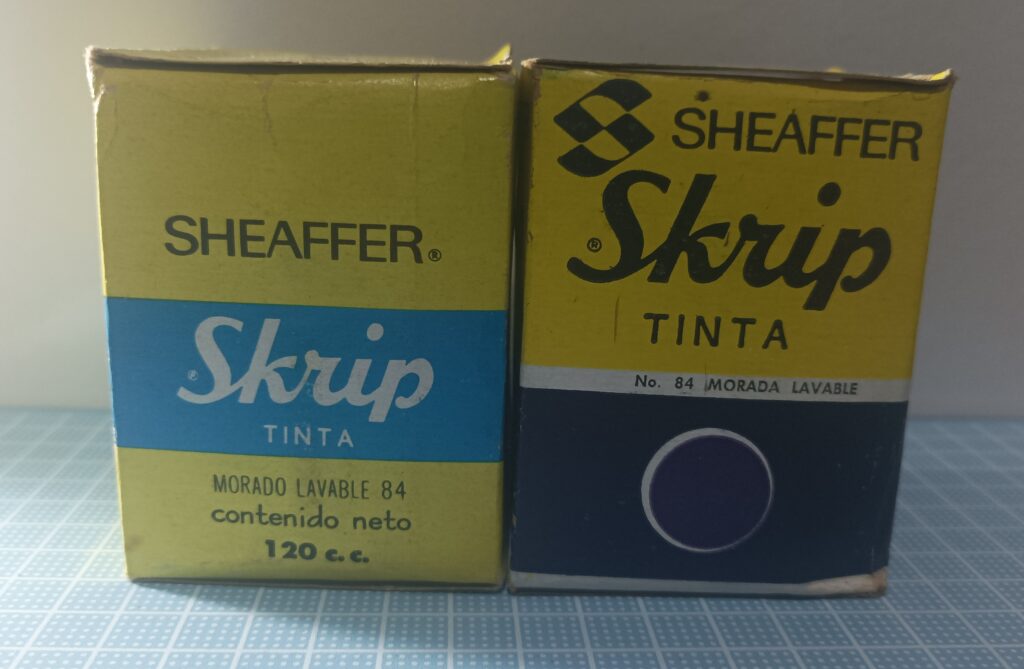 SHEAFFER®
®Skrip
TINTA
MORADO LAVABLE 84
contenido neto
120 c.c.
SHEAFFER
®Skrip
TINTA
No. 84 MORADA LAVABLE